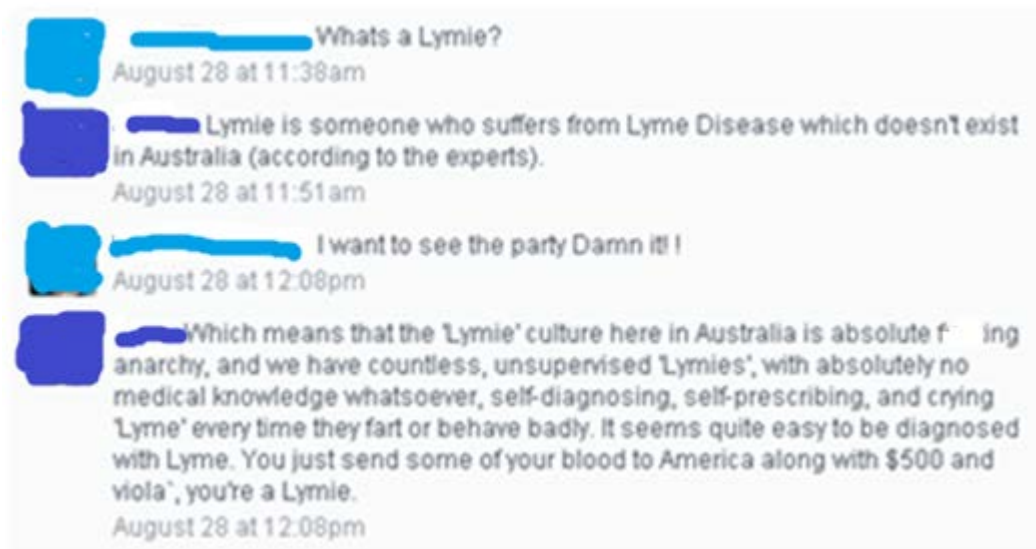 Whats a Lymie?
August 28 at 11:38am
Lymie is someone who suffers from Lyme Disease which doesn't exist
in Australia (according to the experts).
August 28 at 11:51am
I want to see the party Damn it! !
August 28 at 12:08pm
Which means that the 'Lymie' culture here in Australia is absolute f ing
anarchy, and we have countless, unsupervised 'Lymies', with absolutely no
medical knowledge whatsoever, self-diagnosing, self-prescribing, and crying
'Lyme' every time they fart or behave badly. It seems quite easy to be diagnosed
with Lyme. You just send some of your blood to America along with $500 and
viola`, you're a Lymie.
August 28 at 12:08pm